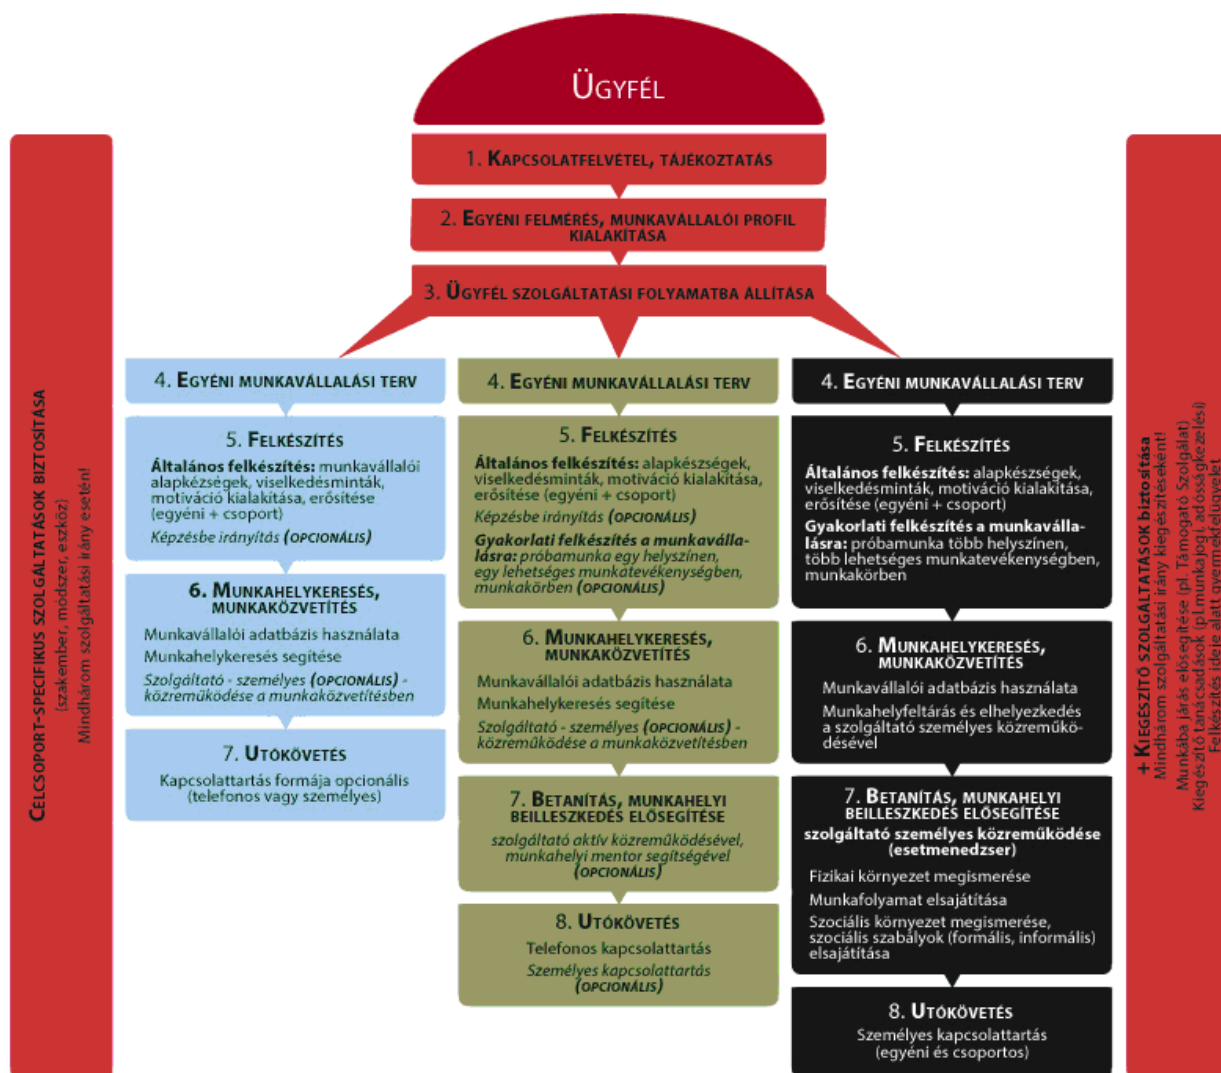 ÜGYFÉL
1. KAPCSOLATFELVÉTEL, TÁJÉKOZTATÁS
2. EGYÉNI FELMÉRÉS, MUNKAVÁLLALÓI PROFIL
KIALAKÍTÁSA
3. ÜGYFÉL SZOLGÁLTATÁSI FOLYAMATBA ÁLLÍTÁSA
CÉLCSOPORT-SPECIFIKUS SZOLGÁLTATÁSOK BIZTOSÍTÁSA
(szakember, módszer, eszköz)
Mindhárom szolgáltatási irány esetén!
4. EGYÉNI MUNKAVÁLLALÁSI TERV
5. FELKÉSZÍTÉS
Általános felkészítés: munkavállalói
alapkézségek, viselkedésminták,
motiváció kialakítása, erősítése
(egyéni + csoport)
Képzésbe irányítás (OPCIONÁLIS)
6. MUNKAHELYKERESÉS,
MUNKAKÖZVETÍTÉS
Munkavállalói adatbázis használata
Munkahelykeresés segítése
Szolgáltató - személyes (OPCIONÁLIS) -
közreműködése a munkaközvetítésben
7. UTÓKÖVETÉS
Kapcsolattartás formája opcionális
(telefonos vagy személyes)
4. EGYÉNI MUNKAVÁLLALÁSI TERV
5. FELKÉSZÍTÉS
Általános felkészítés: alapkészségek,
viselkedésminták, motiváció kialakítása,
erősítése (egyéni + csoport)
Képzésbe irányítás (OPCIONÁLIS)
Gyakorlati felkészítés a munkaválla-
lásra: próbamunka egy helyszínen,
egy lehetséges munkatevékenységben,
munkakörben (OPCIONÁLIS)
6. MUNKAHELYKERESÉS,
MUNKAKÖZVETÍTÉS
Munkavállalói adatbázis használata
Munkahelykeresés segítése
Szolgáltató - személyes (OPCIONÁLIS) -
közreműködése a munkaközvetítésben
7. BETANÍTÁS, MUNKAHELYI
BEILLESZKEDÉS ELŐSEGÍTÉSE
szolgáltató aktív közreműködésével,
munkahelyi mentor segítségével
(OPCIONÁLIS)
8. UTÓKÖVETÉS
Telefonos kapcsolattartás
Személyes kapcsolattartás
(OPCIONÁLIS)
4. EGYÉNI MUNKAVÁLLALÁSI TERV
5. FELKÉSZÍTÉS
Általános felkészítés: alapkészségek,
viselkedésminták, motiváció kialakítása,
erősítése (egyéni + csoport)
Gyakorlati felkészítés a munkaválla-
lásra: próbamunka több helyszínen,
több lehetséges munkatevékenységben,
munkakörben
6. MUNKAHELYKERESÉS,
MUNKAKÖZVETÍTÉS
Munkavállalói adatbázis használata
Munkahelyfeltárás és elhelyezkedés
a szolgáltató személyes közreműkö-
désével
7. BETANÍTÁS, MUNKAHELYI
BEILLESZKEDÉS ELŐSEGÍTÉSE
szolgáltató személyes közreműködése
(esetmenedzser)
Fizikai környezet megismerése
Munkafolyamat elsajátítása
Szociális környezet megismerése,
szociális szabályok (formális, informális)
elsajátítása
8. UTÓKÖVETÉS
Személyes kapcsolattartás
(egyéni és csoportos)
+ KIEGÉSZÍTŐ SZOLGÁLTATÁSOK biztosítása
Mindhárom szolgáltatási irány kiegészítéseként!
Munkába járás elősegítése (pl. Támogató Szolgálat)
Kiegészítő tanácsadások (pl.munkajogi, adósságkezelési)
Felkészítés ideje alatt gyermekfelügyelet